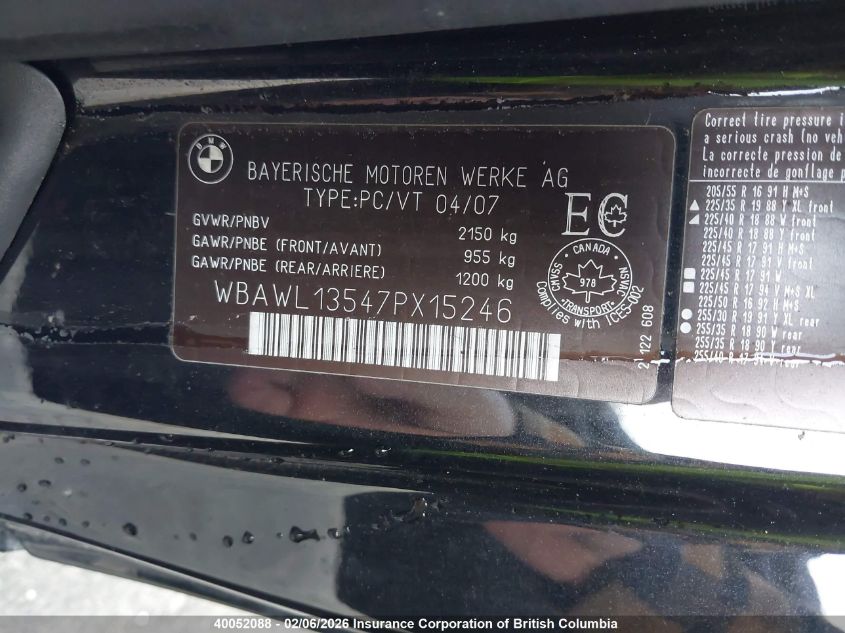 BMW
BAYERISCHE MOTOREN WERKE AG
TYPE:PC/VT 04/07
GVWR/PNBV 2150 kg
GAWR/PNBE (FRONT/AVANT) 955 kg
GAWR/PNBE (REAR/ARRIERE) 1200 kg
WBAWL13547PX15246
EC
CANADA
CMVSS
NSVAC
978
TRANSPORT
Complies with ICES-002
2 122 608
Correct tire pressure i
a serious crash (no veh
La correcte pression de
incorrecte de gonflage p
205/55 R 16 91 H M+S
225/35 R 19 88 Y XL front
225/40 R 18 88 W front
225/40 R 18 88 Y front
225/45 R 17 91 H M+S
225/45 R 17 91 W
225/45 R 17 94 V M+S XL
225/50 R 16 92 H M+S
255/30 R 19 91 Y XL rear
255/35 R 18 90 W rear
255/35 R 18 90 Y rear
255/40 R 17 91 V rear
40052088 - 02/06/2026 Insurance Corporation of British Columbia